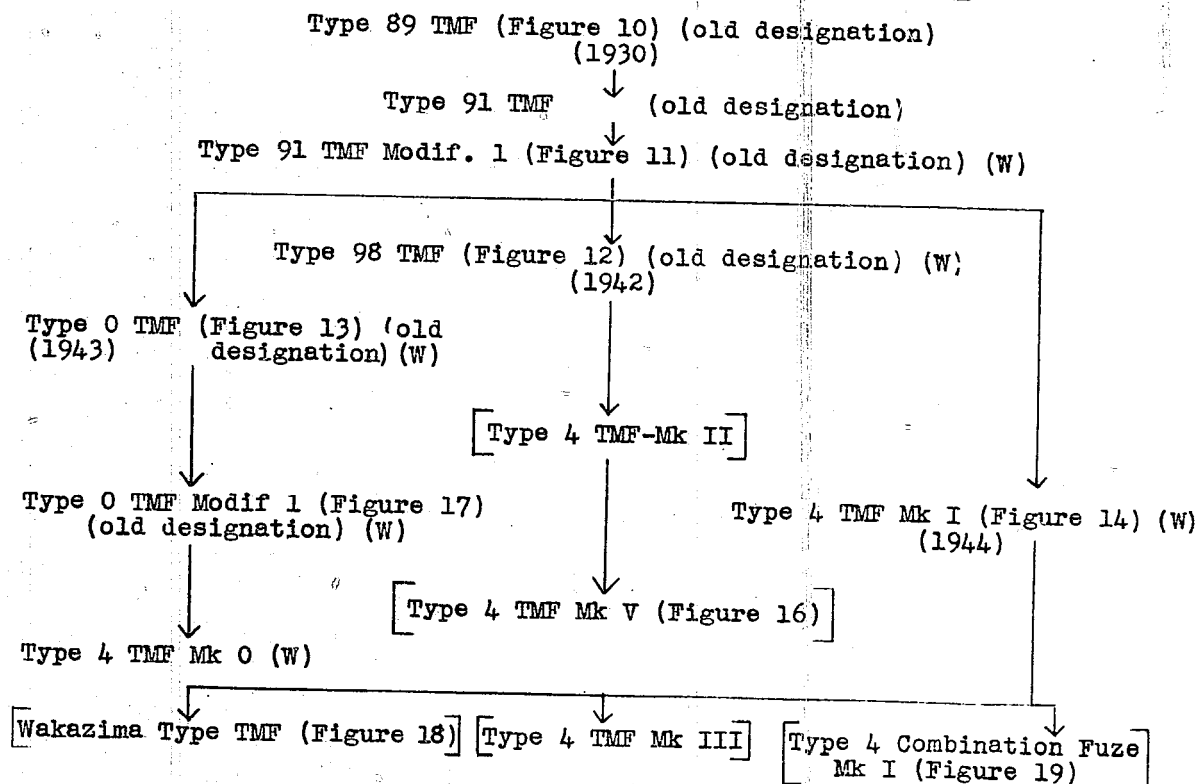 Type 89 TMF (Figure 10) (old designation)
(1930)
Type 91 TMF (old designation)
Type 91 TMF Modif. 1 (Figure 11) (old designation) (W)
Type 98 TMF (Figure 12) (old designation) (W)
(1942)
Type 0 TMF (Figure 13) (old
(1943) designation) (W)
[Type 4 TMF-Mk II]
Type 0 TMF Modif 1 (Figure 17)
(old designation) (W)
Type 4 TMF Mk I (Figure 14) (W)
(1944)
[Type 4 TMF Mk V (Figure 16)]
Type 4 TMF Mk 0 (W)
[Wakazima Type TMF (Figure 18)]
[Type 4 TMF Mk III]
[Type 4 Combination Fuze
Mk I (Figure 19)]